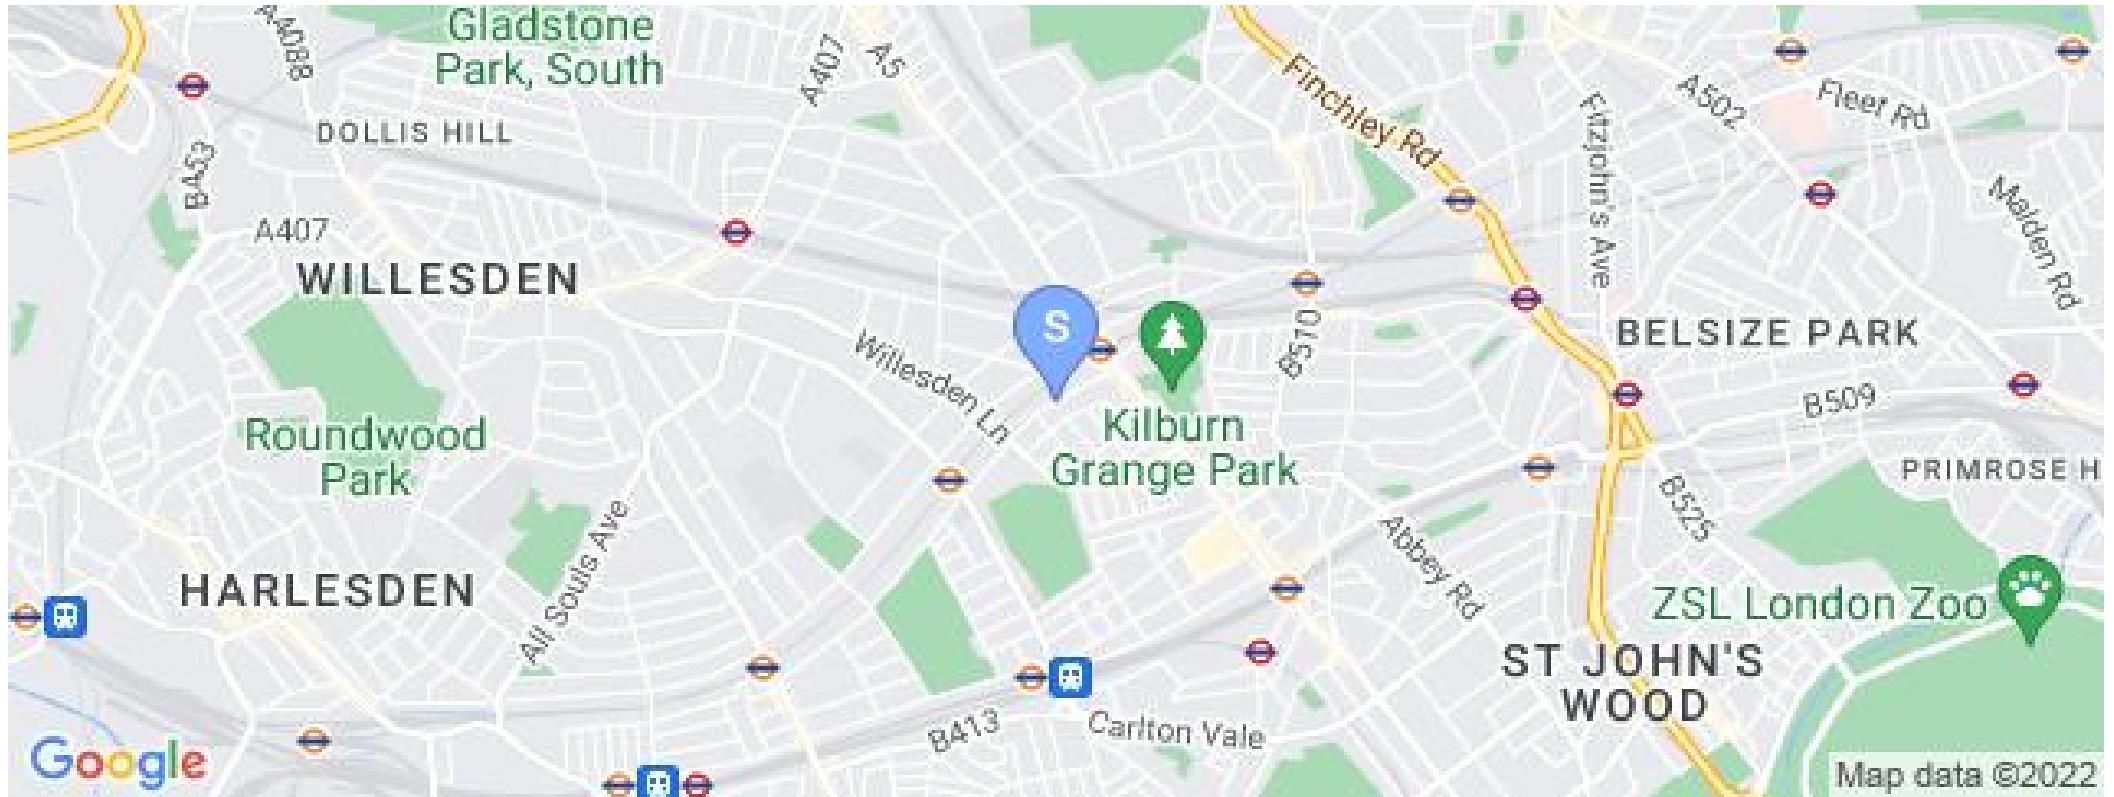 Gladstone
Park, South
A4088
A407
A5
Finchley Rd
A502
Fleet Rd
Fitzjohn's Ave
DOLLIS HILL
B453
Malden Rd
A407
WILLESDEN
S
Willesden Ln
B510
BELSIZE PARK
B509
Roundwood
Park
Kilburn
Grange Park
PRIMROSE H
B525
Abbey Rd
All Souls Ave
HARLESDEN
ZSL London Zoo
ST JOHN'S
WOOD
B413
Carlton Vale
Google
Map data ©2022